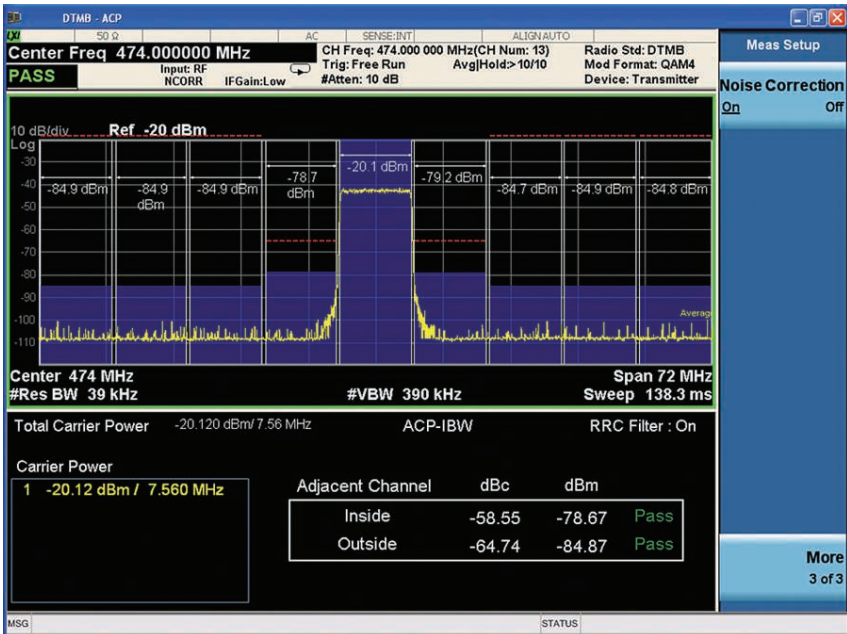 DTMB - ACP
LXI 50 Ω AC SENSE:INT ALIGN AUTO
Center Freq 474.000000 MHz
CH Freq: 474.000 000 MHz(CH Num: 13) Radio Std: DTMB
PASS
Input: RF Trig: Free Run Avg|Hold:>10/10 Mod Format: QAM4
NCORR IFGain:Low #Atten: 10 dB Device: Transmitter
Meas Setup
Noise Correction
On Off
10 dB/div Ref -20 dBm
Log
-30
-40
-50
-60
-70
-80
-90
-100
-110
-84.9 dBm
-84.9 dBm
-84.9 dBm
-78.7 dBm
-20.1 dBm
-79.2 dBm
-84.7 dBm
-84.9 dBm
-84.8 dBm
Averag
Center 474 MHz Span 72 MHz
#Res BW 39 kHz #VBW 390 kHz Sweep 138.3 ms
Total Carrier Power -20.120 dBm/ 7.56 MHz ACP-IBW RRC Filter : On
Carrier Power
1 -20.12 dBm / 7.560 MHz
Adjacent Channel dBc dBm
Inside -58.55 -78.67 Pass
Outside -64.74 -84.87 Pass
More
3 of 3
MSG STATUS